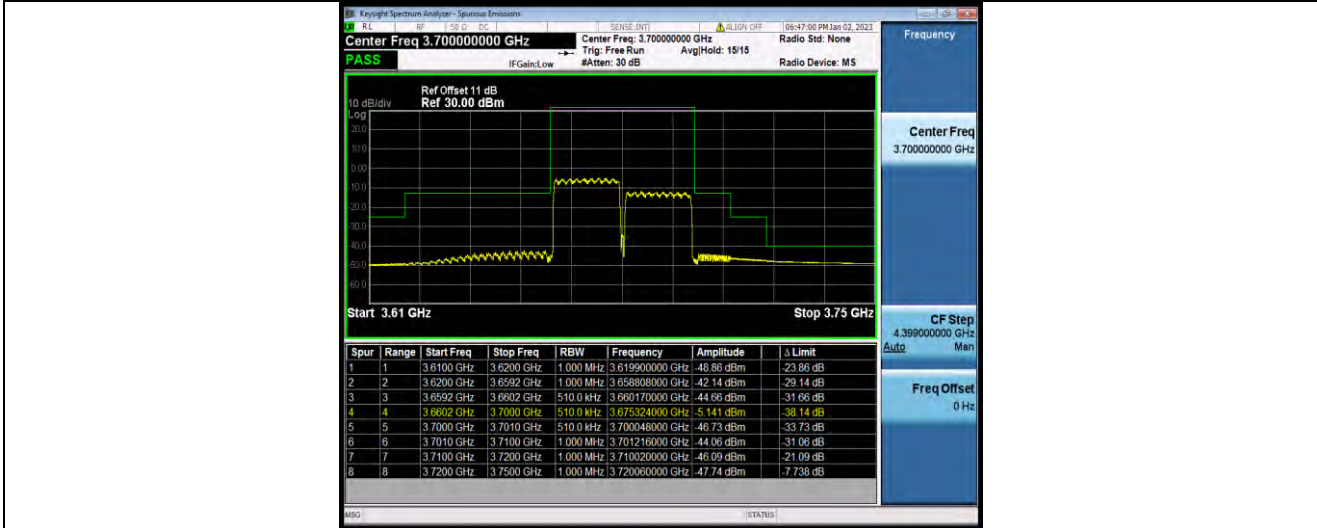 Keysight Spectrum Analyzer - Spurious Emissions
RL RF 50 Ω DC SENSE:INT ALIGN OFF 06:47:00 PM Jan 02, 2023
Center Freq 3.700000000 GHz
Center Freq: 3.700000000 GHz Radio Std: None
Trig: Free Run Avg|Hold: 15/15
PASS IFGain:Low #Atten: 30 dB Radio Device: MS
Ref Offset 11 dB
10 dB/div Ref 30.00 dBm
Log
20.0
10.0
0.00
-10.0
-20.0
-30.0
-40.0
-50.0
-60.0
Start 3.61 GHz Stop 3.75 GHz
Spur Range Start Freq Stop Freq RBW Frequency Amplitude Δ Limit
1 1 3.6100 GHz 3.6200 GHz 1.000 MHz 3.619900000 GHz -48.86 dBm -23.86 dB
2 2 3.6200 GHz 3.6592 GHz 1.000 MHz 3.658808000 GHz -42.14 dBm -29.14 dB
3 3 3.6592 GHz 3.6602 GHz 510.0 kHz 3.660170000 GHz -44.66 dBm -31.66 dB
4 4 3.6602 GHz 3.7000 GHz 510.0 kHz 3.675324000 GHz -5.141 dBm -38.14 dB
5 5 3.7000 GHz 3.7010 GHz 510.0 kHz 3.700048000 GHz -46.73 dBm -33.73 dB
6 6 3.7010 GHz 3.7100 GHz 1.000 MHz 3.701216000 GHz -44.06 dBm -31.06 dB
7 7 3.7100 GHz 3.7200 GHz 1.000 MHz 3.710020000 GHz -46.09 dBm -21.09 dB
8 8 3.7200 GHz 3.7500 GHz 1.000 MHz 3.720060000 GHz -47.74 dBm -7.738 dB
MSG STATUS
Frequency
Center Freq
3.700000000 GHz
CF Step
4.399000000 GHz
Auto Man
Freq Offset
0 Hz